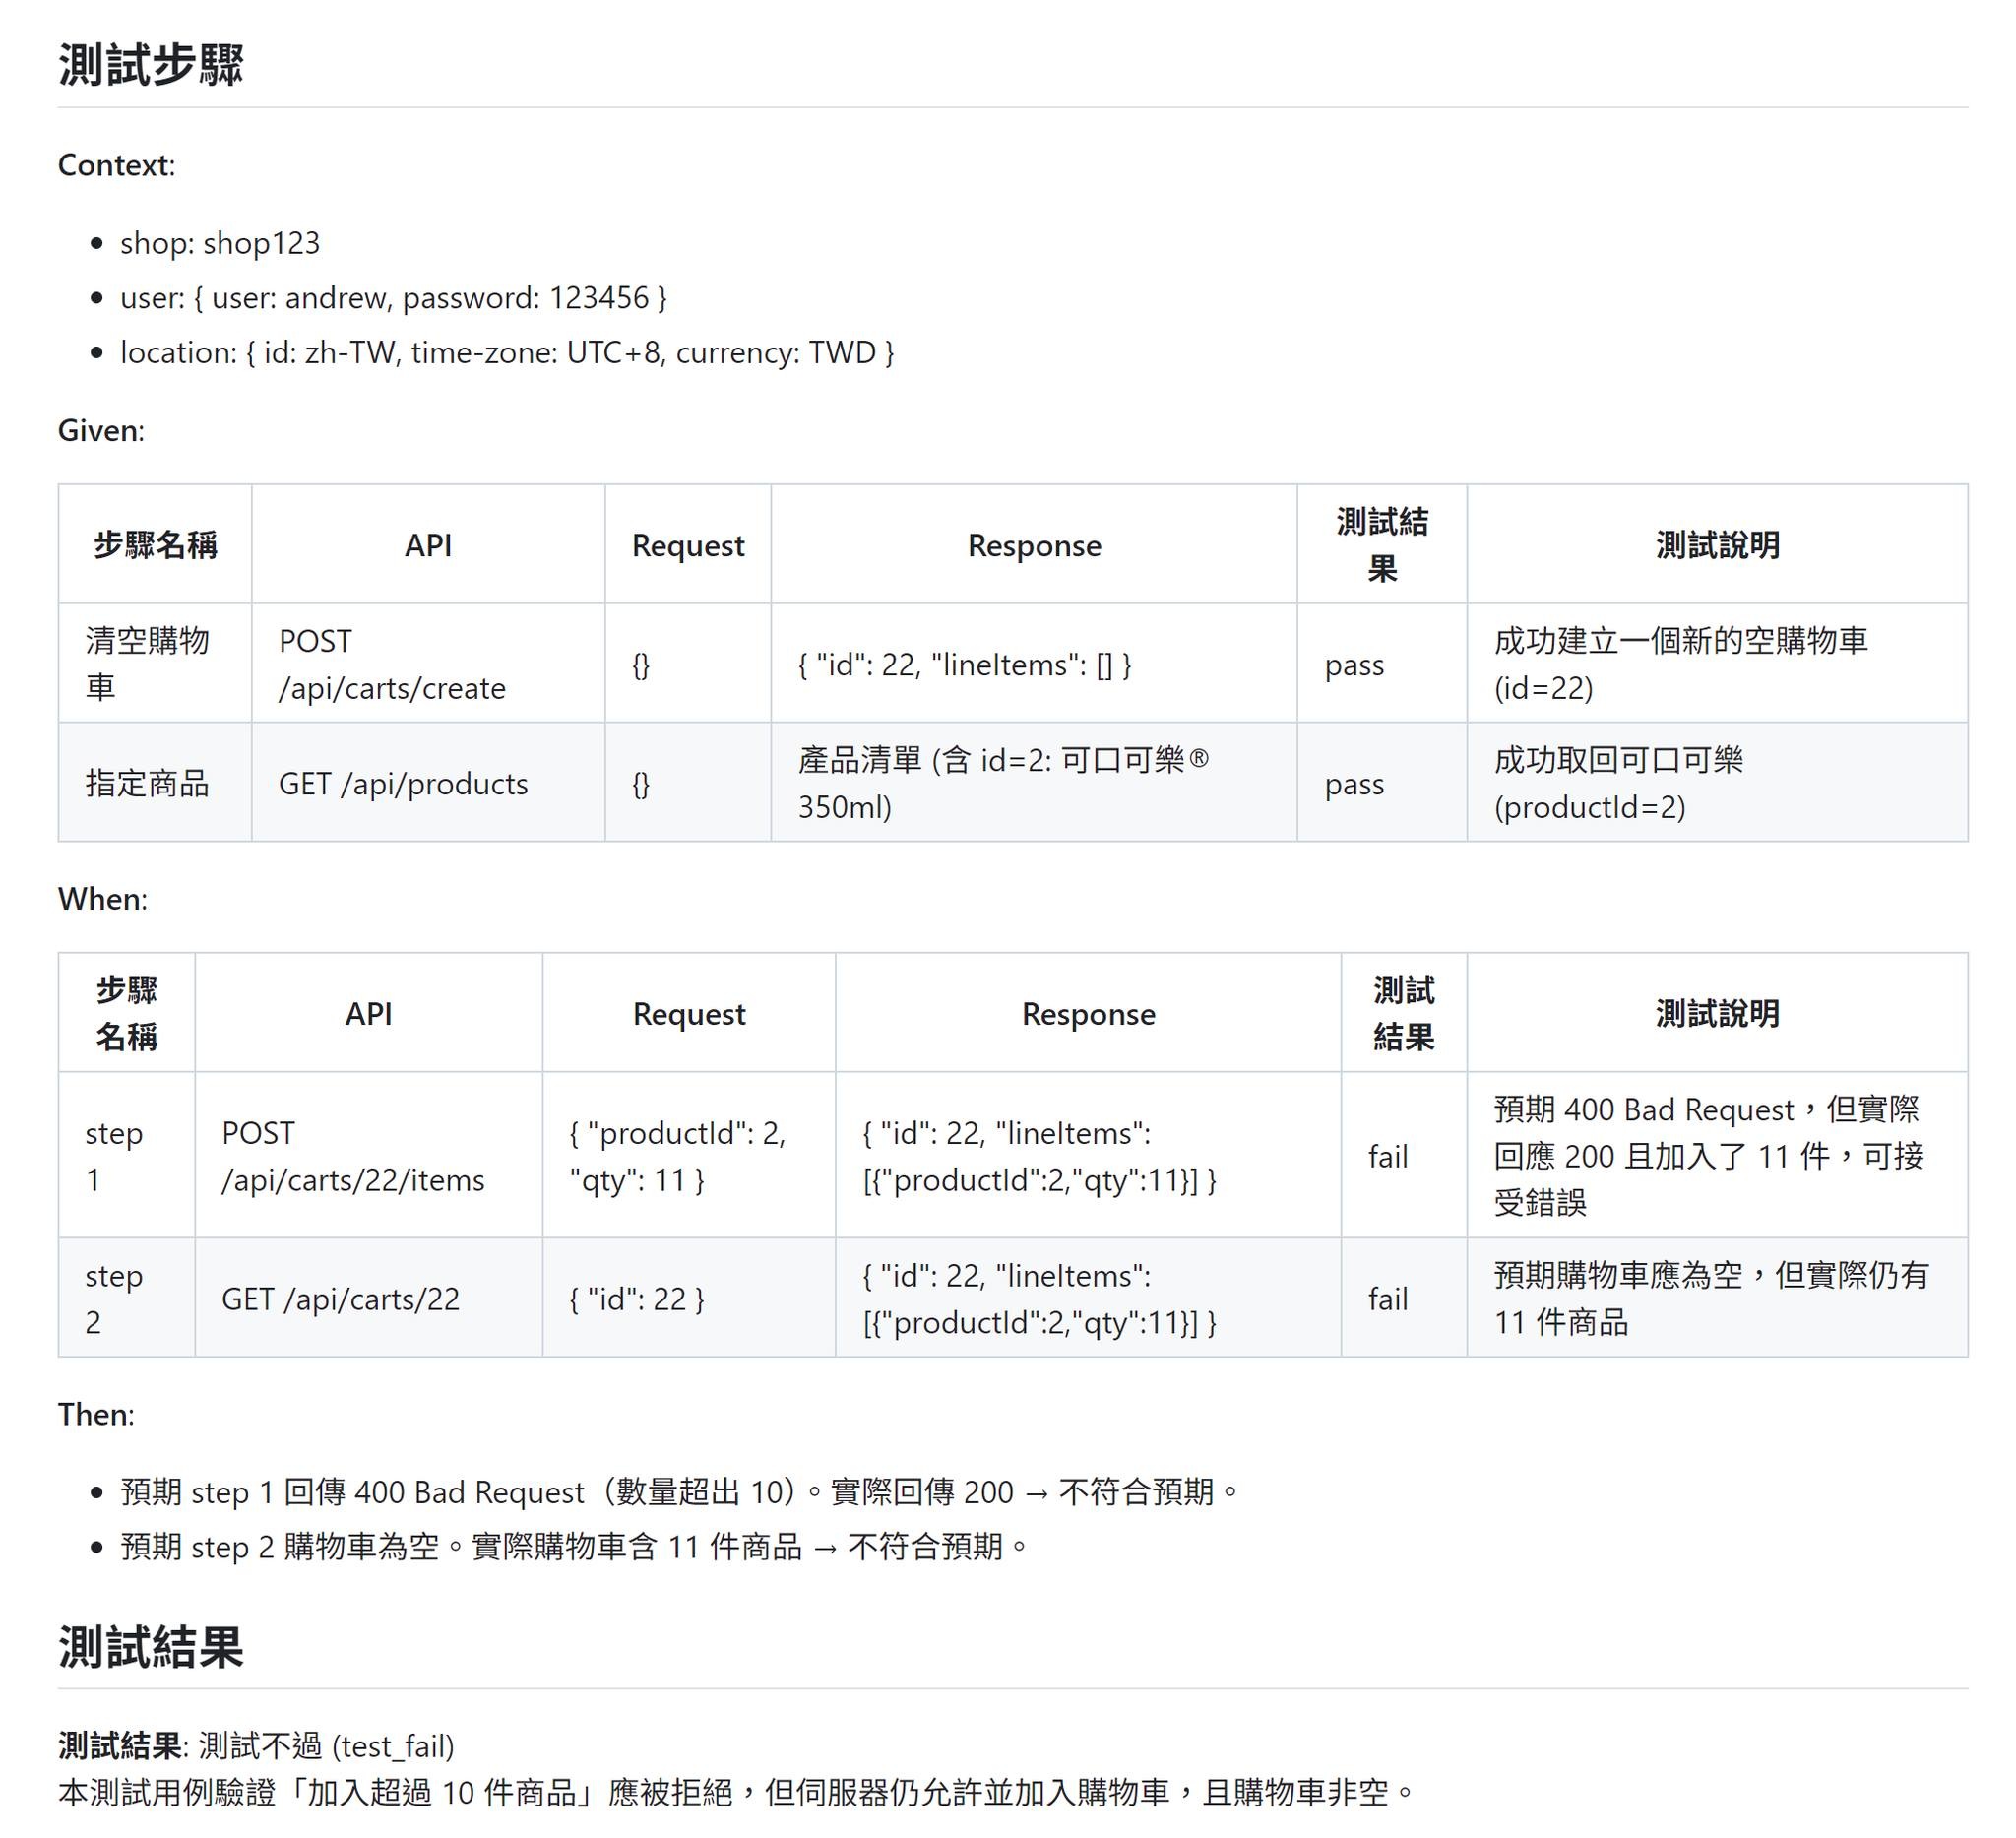 測試步驟
Context:
shop: shop123
user: { user: andrew, password: 123456 }
location: { id: zh-TW, time-zone: UTC+8, currency: TWD }
Given:
步驟名稱 API Request Response 測試結
果 測試說明
清空購物
車 POST
/api/carts/create {} { "id": 22, "lineItems": [] } pass 成功建立一個新的空購物車
(id=22)
指定商品 GET /api/products {} 產品清單 (含 id=2: 可口可樂®
350ml) pass 成功取回可口可樂
(productId=2)
When:
步驟
名稱 API Request Response 測試
結果 測試說明
step
1 POST
/api/carts/22/items { "productId": 2,
"qty": 11 } { "id": 22, "lineItems":
[{"productId":2,"qty":11}] } fail 預期 400 Bad Request，但實際
回應 200 且加入了 11 件，可接
受錯誤
step
2 GET /api/carts/22 { "id": 22 } { "id": 22, "lineItems":
[{"productId":2,"qty":11}] } fail 預期購物車應為空，但實際仍有
11 件商品
Then:
預期 step 1 回傳 400 Bad Request（數量超出 10）。實際回傳 200 → 不符合預期。
預期 step 2 購物車為空。實際購物車含 11 件商品 → 不符合預期。
測試結果
測試結果: 測試不過 (test_fail)
本測試用例驗證「加入超過 10 件商品」應被拒絕，但伺服器仍允許並加入購物車，且購物車非空。